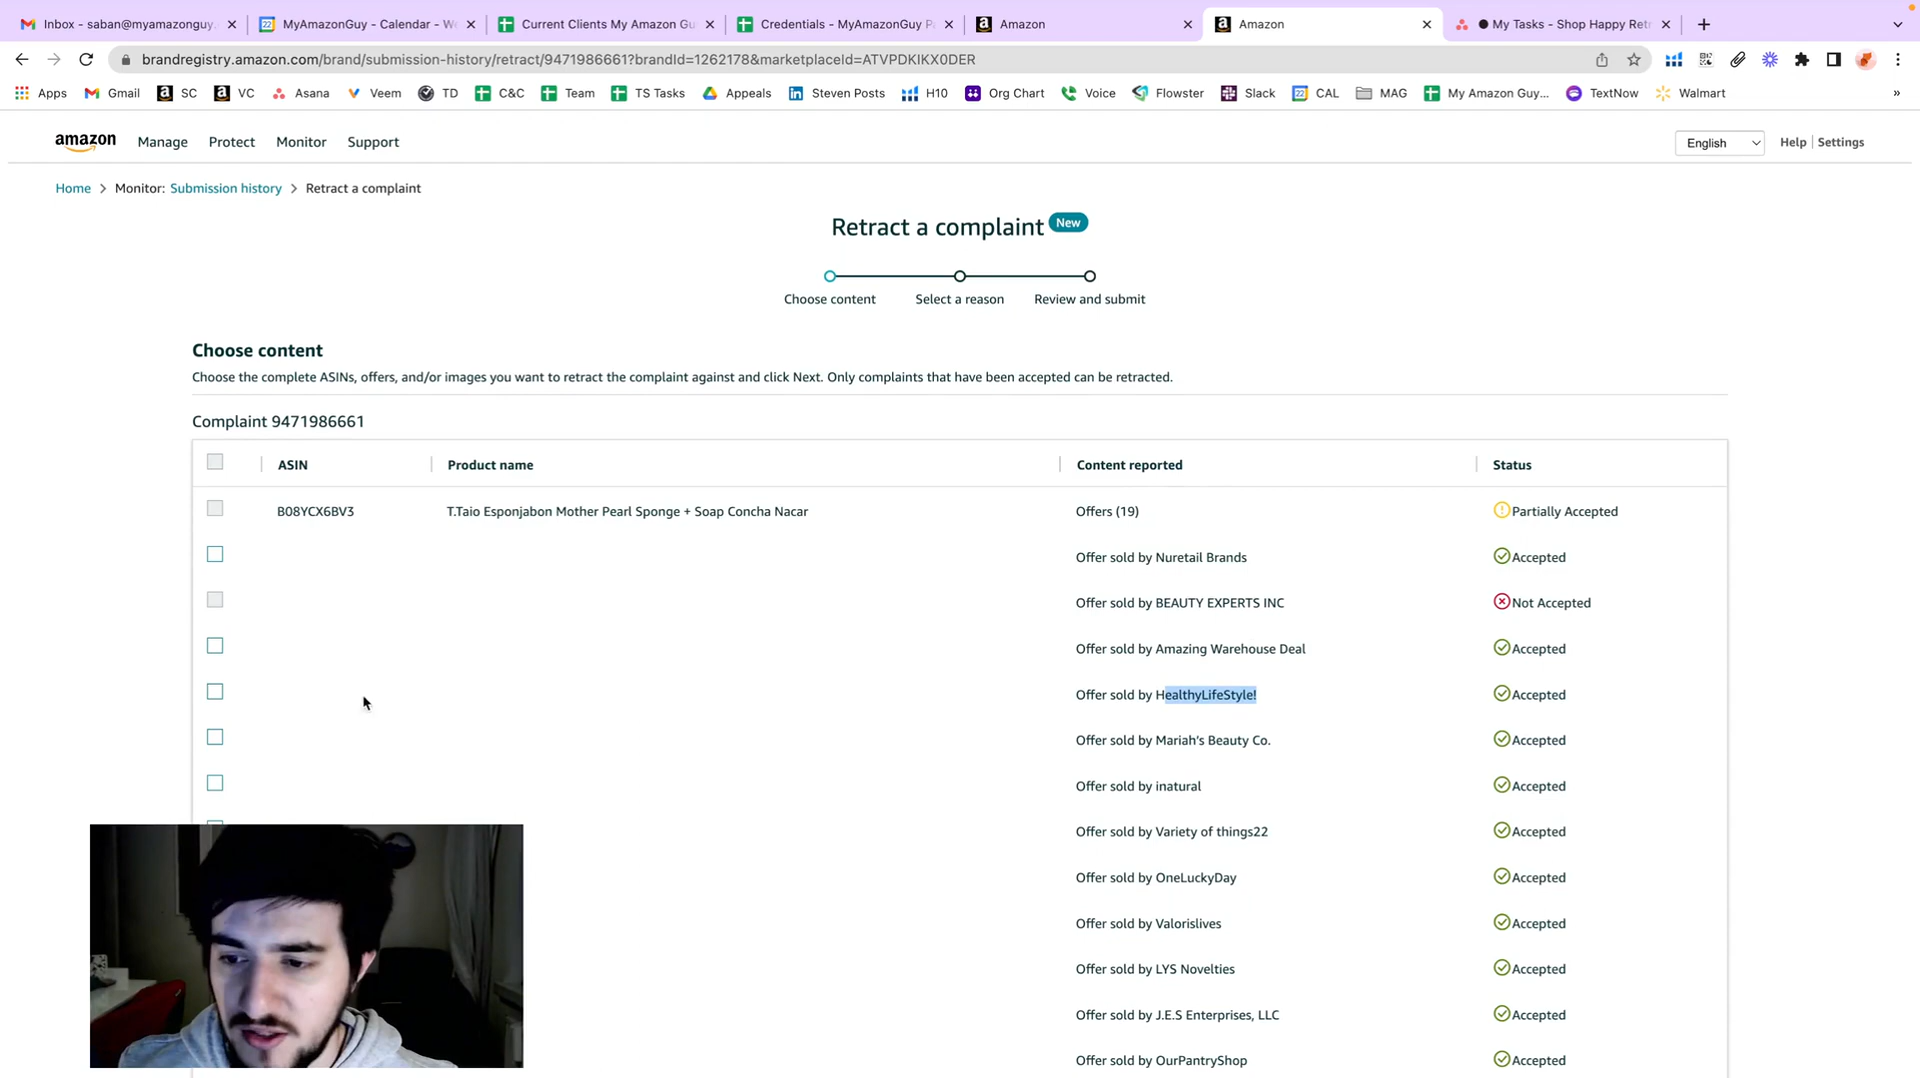 Inbox - saban@myamazonguy.
MyAmazonGuy - Calendar - We
Current Clients My Amazon Gu
Credentials - MyAmazonGuy P
Amazon
Amazon
My Tasks - Shop Happy Retr
brandregistry.amazon.com/brand/submission-history/retract/9471986661?brandId=1262178&marketplaceId=ATVPDKIKX0DER
Apps
Gmail
SC
VC
Asana
Veem
TD
C&C
Team
TS Tasks
Appeals
Steven Posts
H10
Org Chart
Voice
Flowster
Slack
CAL
MAG
My Amazon Guy...
TextNow
Walmart
»
amazon
Manage
Protect
Monitor
Support
English
Help | Settings
Home > Monitor: Submission history > Retract a complaint
Retract a complaint New
Choose content
Select a reason
Review and submit
Choose content
Choose the complete ASINs, offers, and/or images you want to retract the complaint against and click Next. Only complaints that have been accepted can be retracted.
Complaint 9471986661
ASIN Product name Content reported Status
B08YCX6BV3 T.Taio Esponjabon Mother Pearl Sponge + Soap Concha Nacar Offers (19) Partially Accepted
Offer sold by Nuretail Brands Accepted
Offer sold by BEAUTY EXPERTS INC Not Accepted
Offer sold by Amazing Warehouse Deal Accepted
Offer sold by HealthyLifeStyle! Accepted
Offer sold by Mariah's Beauty Co. Accepted
Offer sold by inatural Accepted
Offer sold by Variety of things22 Accepted
Offer sold by OneLuckyDay Accepted
Offer sold by Valorislives Accepted
Offer sold by LYS Novelties Accepted
Offer sold by J.E.S Enterprises, LLC Accepted
Offer sold by OurPantryShop Accepted